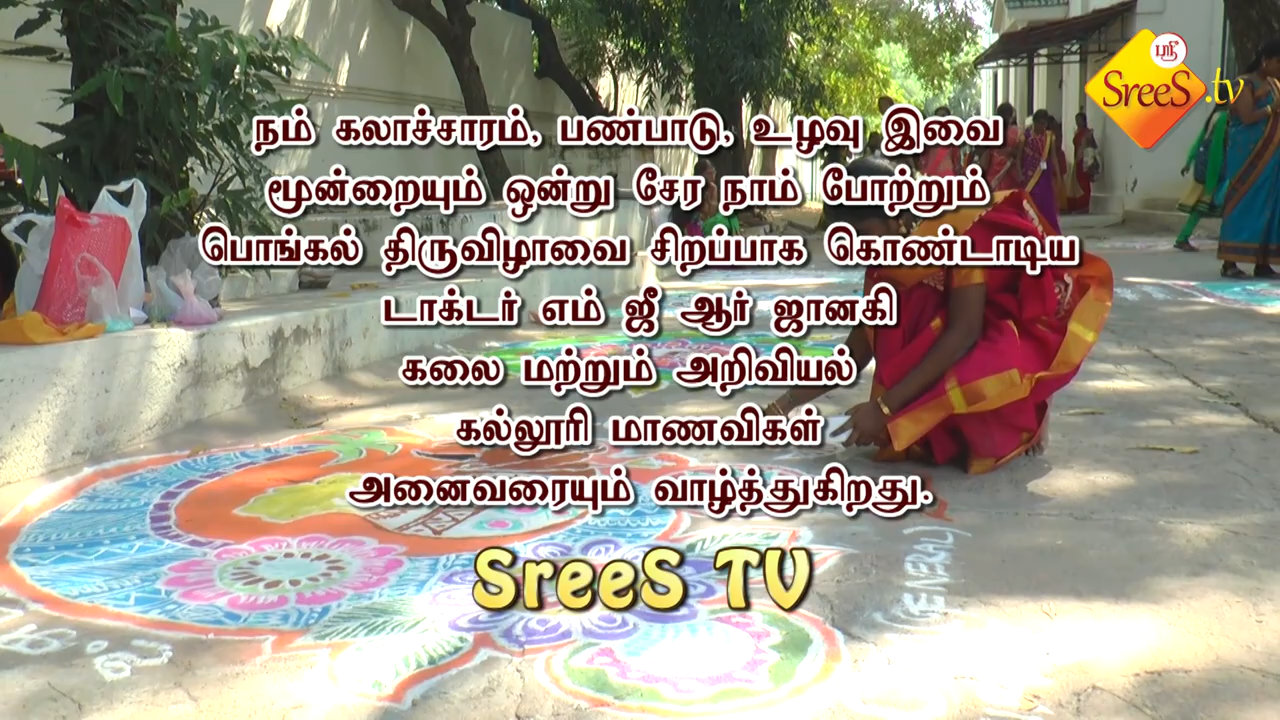 ஸ்ரீ
SreeS.tv
நம் கலாச்சாரம், பண்பாடு, உழவு இவை
மூன்றையும் ஒன்று சேர நாம் போற்றும்
பொங்கல் திருவிழாவை சிறப்பாக கொண்டாடிய
டாக்டர் எம் ஜீ ஆர் ஜானகி
கலை மற்றும் அறிவியல்
கல்லூரி மாணவிகள்
அனைவரையும் வாழ்த்துகிறது.
SreeS TV